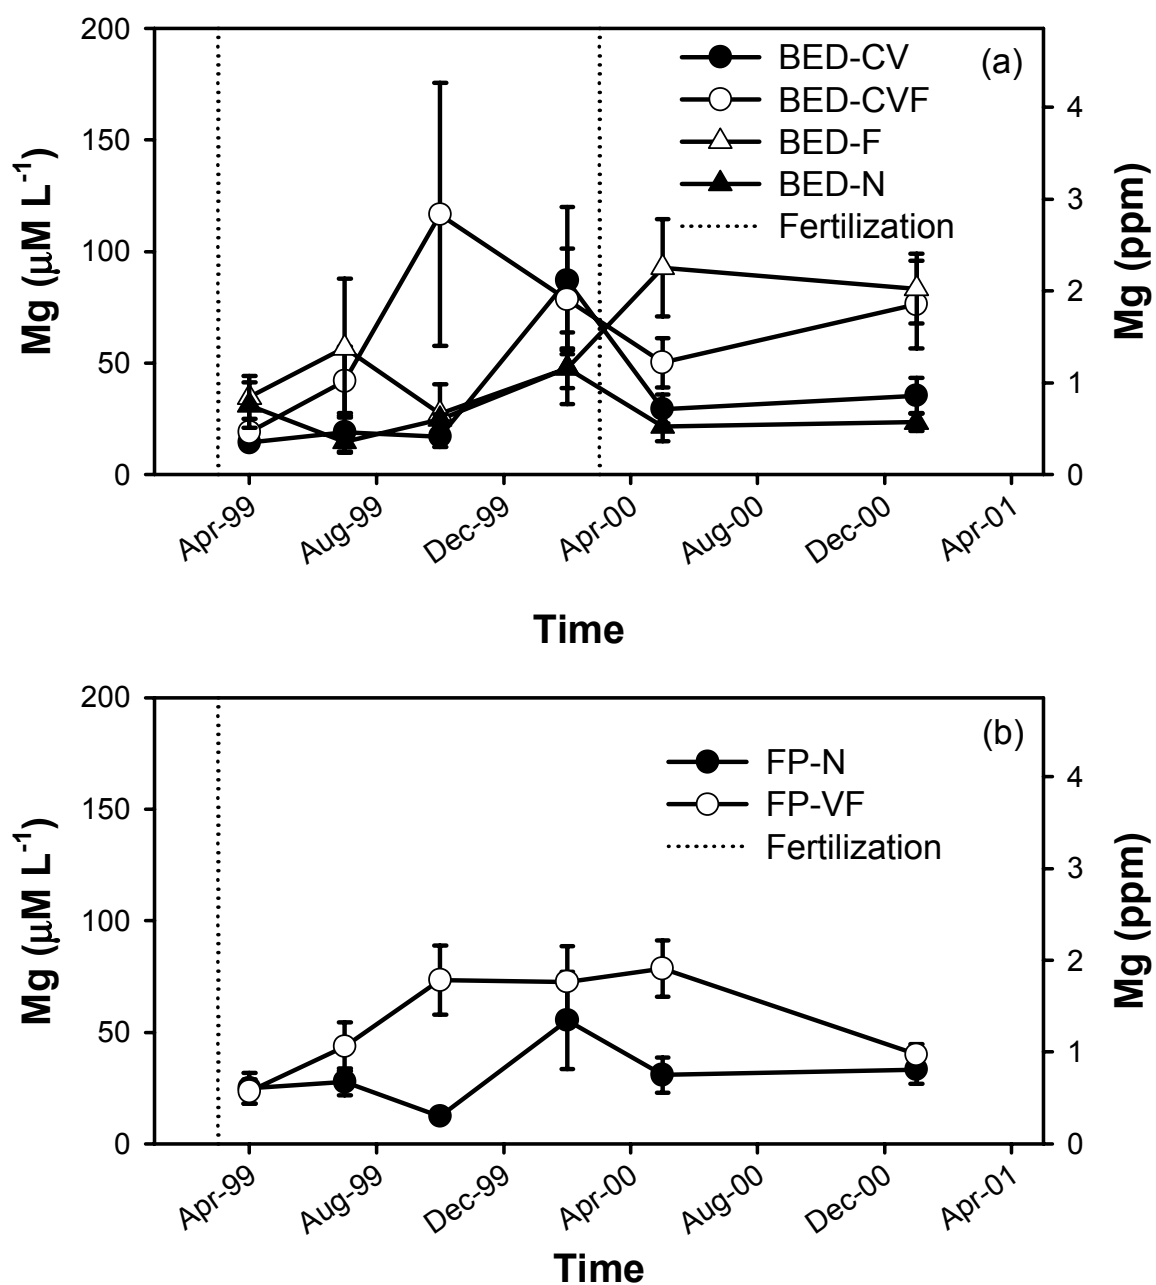 200
150
100
50
0
Mg (μM L⁻¹)
BED-CV
BED-CVF
BED-F
BED-N
Fertilization
(a)
4
3
2
1
0
Mg (ppm)
Apr-99
Aug-99
Dec-99
Apr-00
Aug-00
Dec-00
Apr-01
Time
200
150
100
50
0
Mg (μM L⁻¹)
FP-N
FP-VF
Fertilization
(b)
4
3
2
1
0
Mg (ppm)
Apr-99
Aug-99
Dec-99
Apr-00
Aug-00
Dec-00
Apr-01
Time